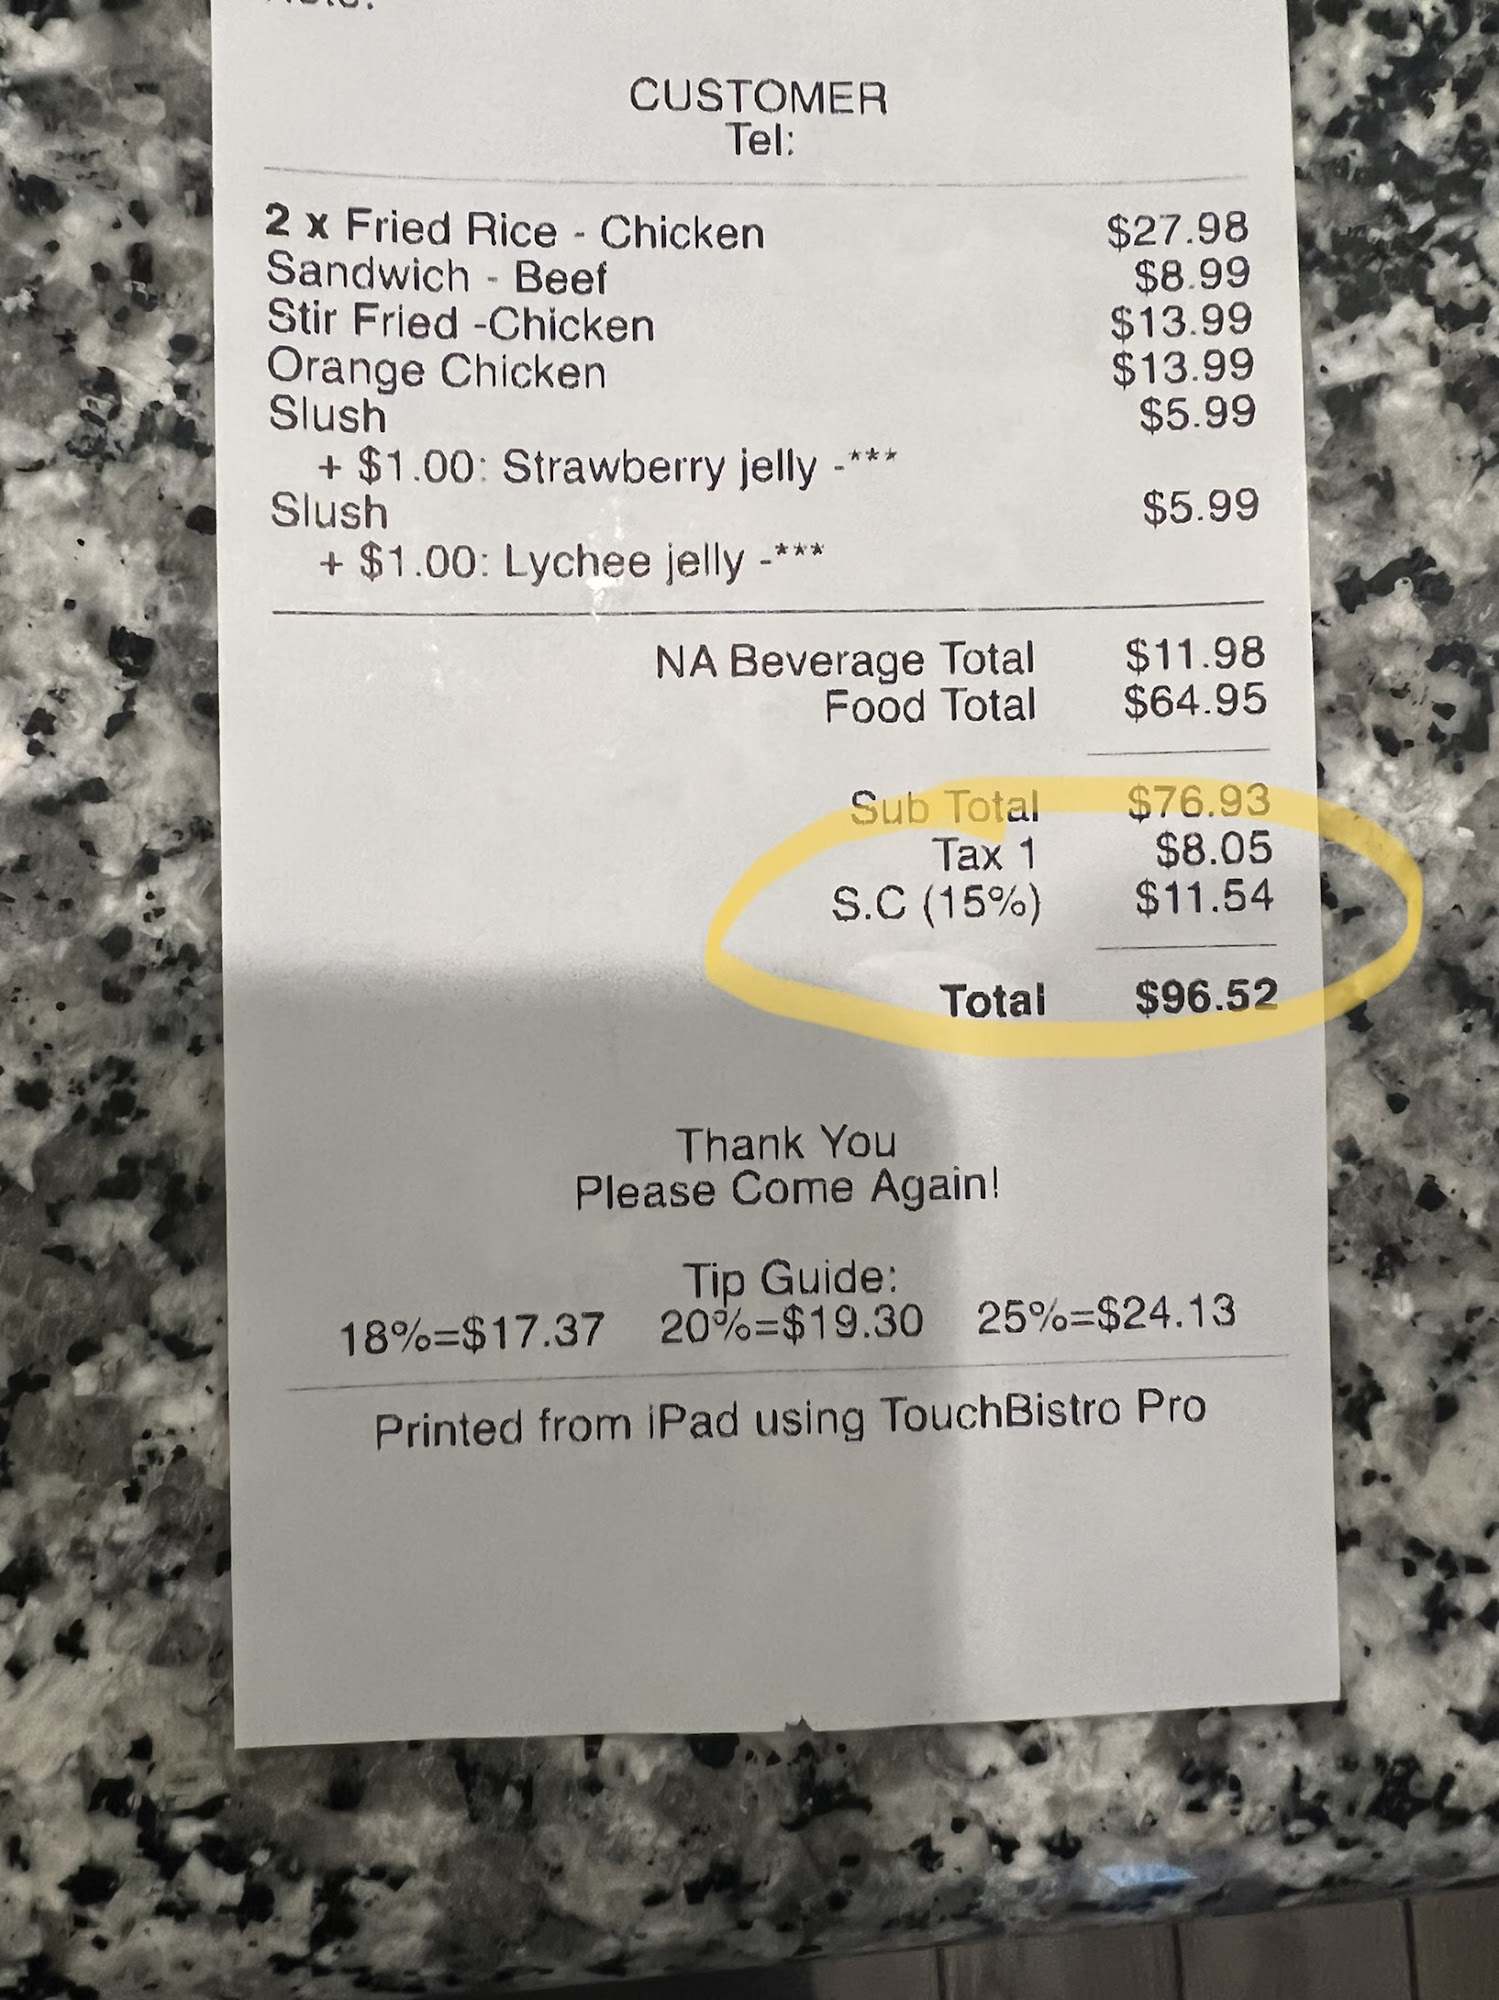 CUSTOMER
Tel:
2 x Fried Rice - Chicken $27.98
Sandwich - Beef $8.99
Stir Fried -Chicken $13.99
Orange Chicken $13.99
Slush $5.99
+ $1.00: Strawberry jelly -***
Slush $5.99
+ $1.00: Lychee jelly -***
NA Beverage Total $11.98
Food Total $64.95
Sub Total $76.93
Tax 1 $8.05
S.C (15%) $11.54
Total $96.52
Thank You
Please Come Again!
Tip Guide:
18%=$17.37 20%=$19.30 25%=$24.13
Printed from iPad using TouchBistro Pro